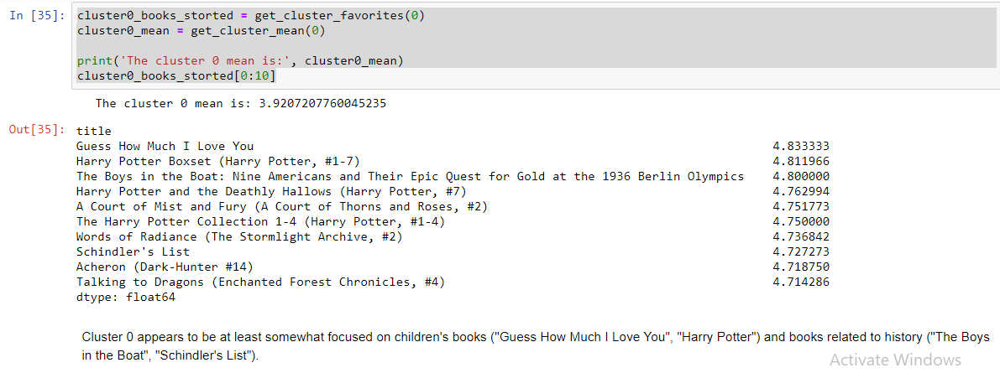 In [35]: cluster0_books_storted = get_cluster_favorites(0)
cluster0_mean = get_cluster_mean(0)
print('The cluster 0 mean is:', cluster0_mean)
cluster0_books_storted[0:10]
The cluster 0 mean is: 3.9207207760045235
Out[35]: title
Guess How Much I Love You 4.833333
Harry Potter Boxset (Harry Potter, #1-7) 4.811966
The Boys in the Boat: Nine Americans and Their Epic Quest for Gold at the 1936 Berlin Olympics 4.800000
Harry Potter and the Deathly Hallows (Harry Potter, #7) 4.762994
A Court of Mist and Fury (A Court of Thorns and Roses, #2) 4.751773
The Harry Potter Collection 1-4 (Harry Potter, #1-4) 4.750000
Words of Radiance (The Stormlight Archive, #2) 4.736842
Schindler's List 4.727273
Acheron (Dark-Hunter #14) 4.718750
Talking to Dragons (Enchanted Forest Chronicles, #4) 4.714286
dtype: float64
Cluster 0 appears to be at least somewhat focused on children's books ("Guess How Much I Love You", "Harry Potter") and books related to history ("The Boys
in the Boat", "Schindler's List").
Activate Windows